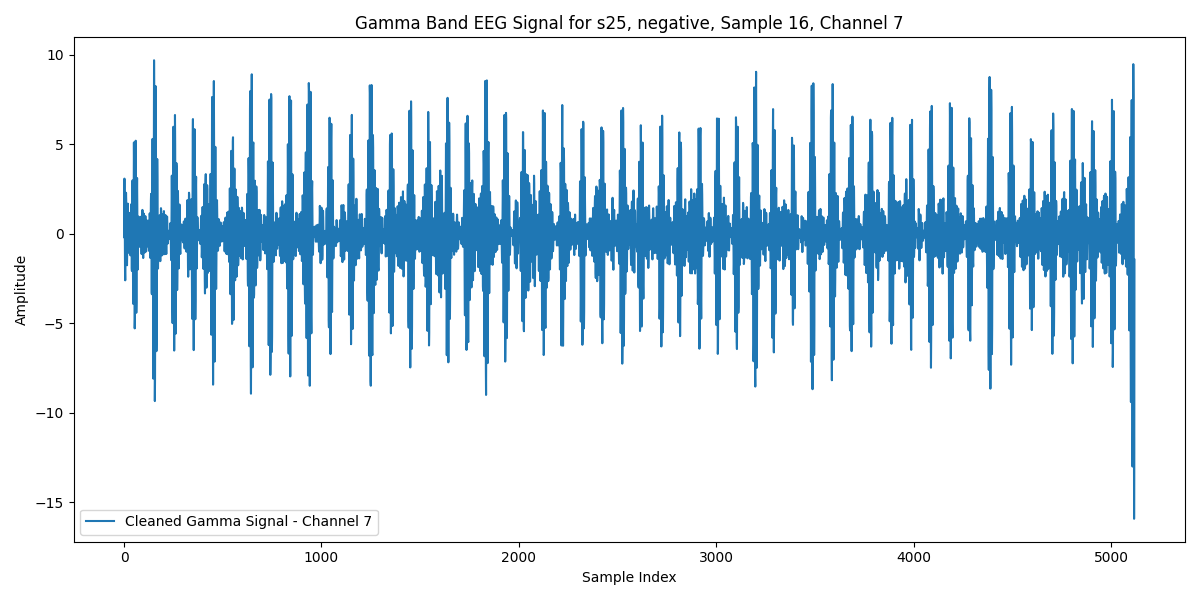 Gamma Band EEG Signal for s25, negative, Sample 16, Channel 7
10
5
0
−5
−10
−15
Amplitude
Cleaned Gamma Signal - Channel 7
0 1000 2000 3000 4000 5000
Sample Index